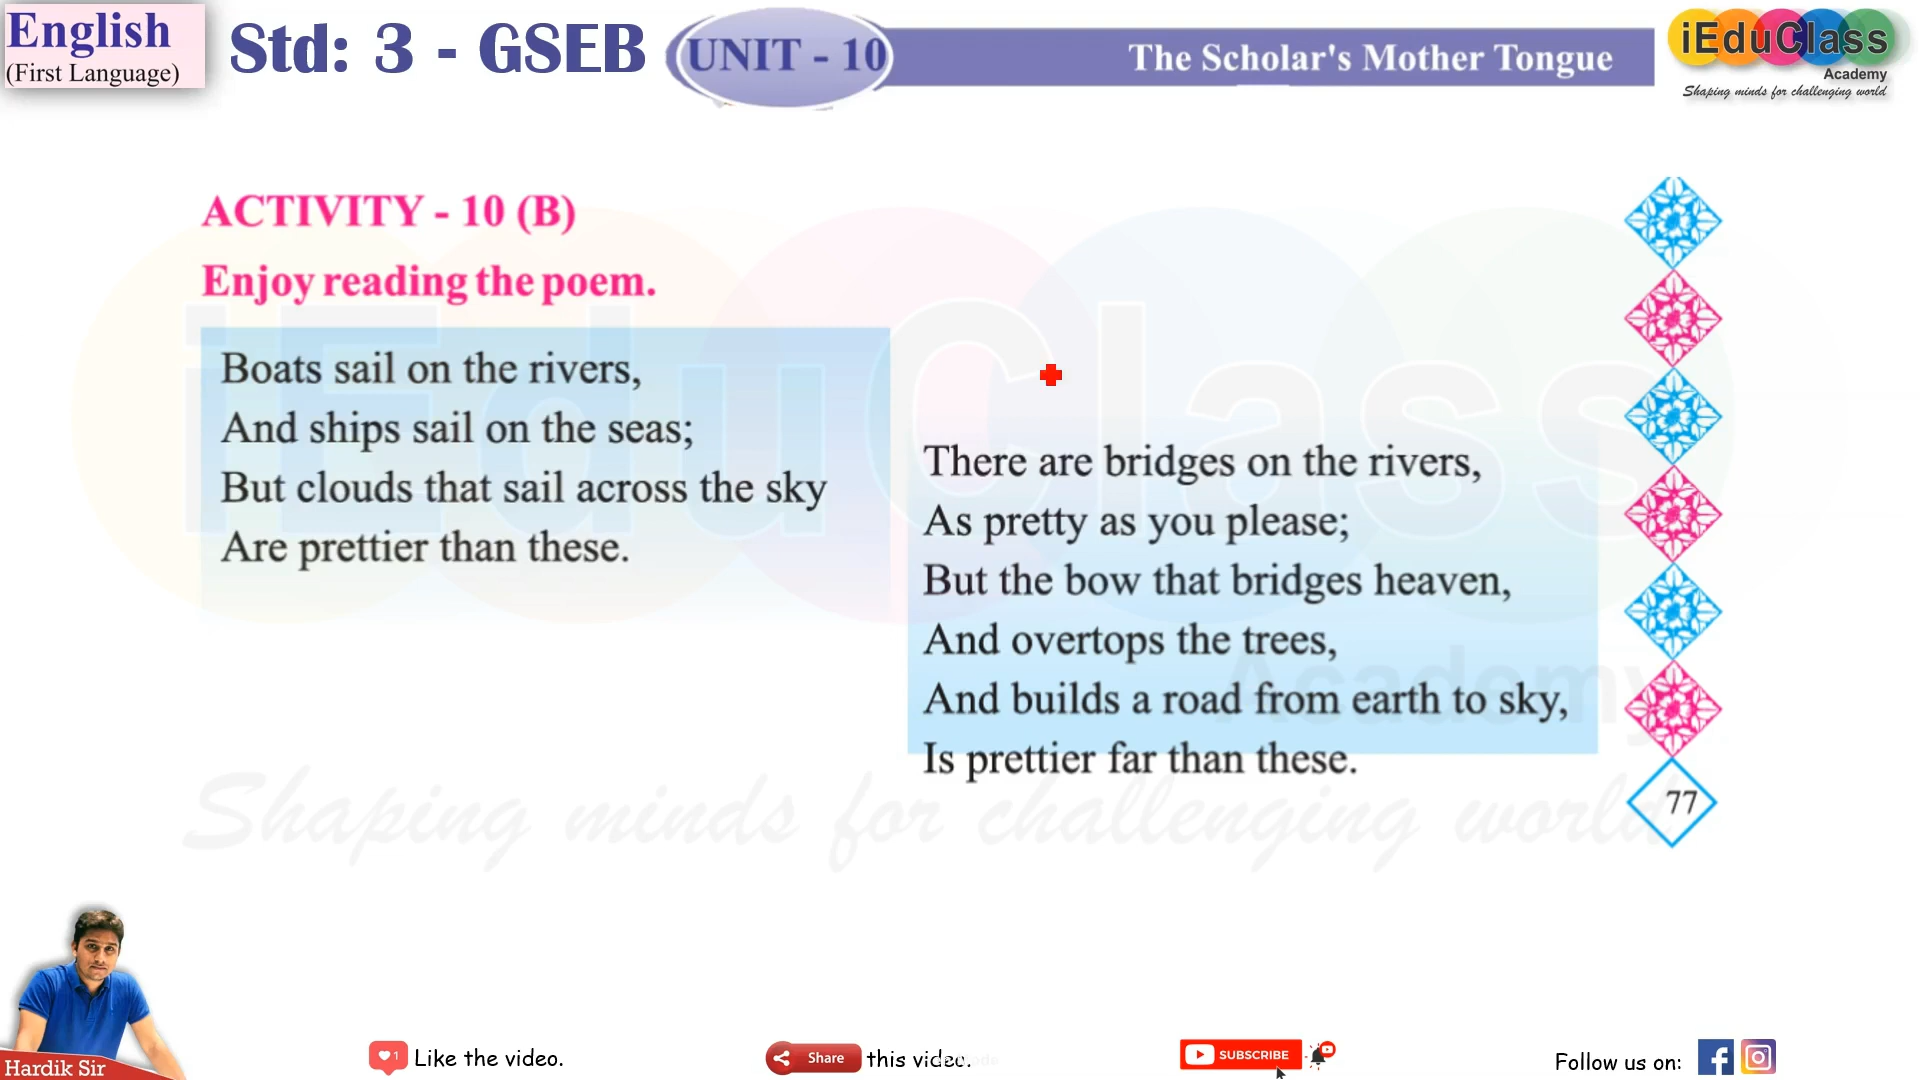 English
(First Language)
Std: 3 - GSEB
UNIT - 10
The Scholar's Mother Tongue
iEduClass
Academy
Shaping minds for challenging world
ACTIVITY - 10 (B)
Enjoy reading the poem.
Boats sail on the rivers,
And ships sail on the seas;
But clouds that sail across the sky
Are prettier than these.
There are bridges on the rivers,
As pretty as you please;
But the bow that bridges heaven,
And overtops the trees,
And builds a road from earth to sky,
Is prettier far than these.
77
iEduClass
Academy
Shaping minds for challenging world
Hardik Sir
1
Like the video.
Share
this video.
SUBSCRIBE
Follow us on: